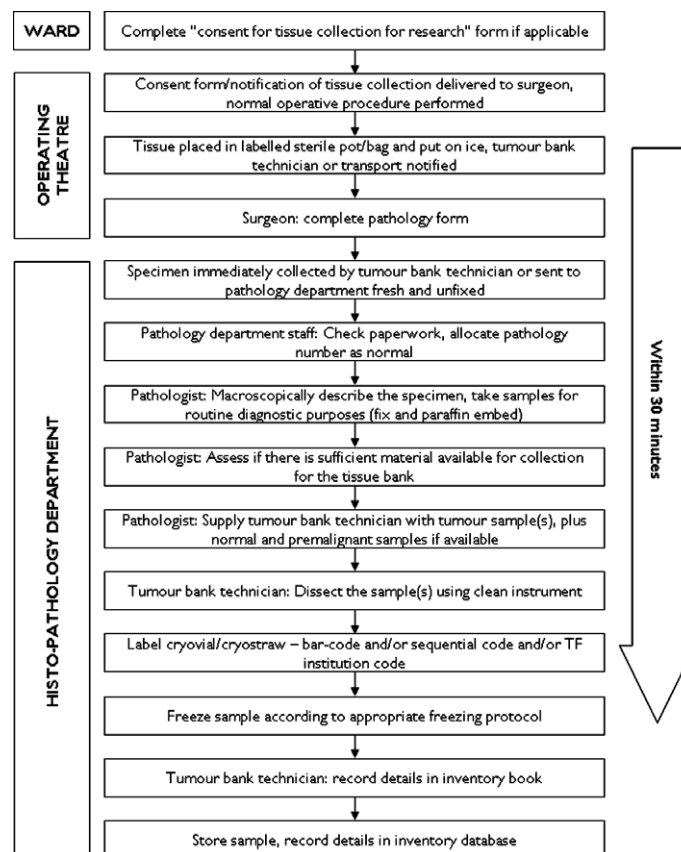 WARD
Complete "consent for tissue collection for research" form if applicable
OPERATING
THEATRE
Consent form/notification of tissue collection delivered to surgeon,
normal operative procedure performed
Tissue placed in labelled sterile pot/bag and put on ice, tumour bank
technician or transport notified
Surgeon: complete pathology form
HISTO-PATHOLOGY DEPARTMENT
Specimen immediately collected by tumour bank technician or sent to
pathology department fresh and unfixed
Pathology department staff: Check paperwork, allocate pathology
number as normal
Pathologist: Macroscopically describe the specimen, take samples for
routine diagnostic purposes (fix and paraffin embed)
Pathologist: Assess if there is sufficient material available for collection
for the tissue bank
Pathologist: Supply tumour bank technician with tumour sample(s), plus
normal and premalignant samples if available
Tumour bank technician: Dissect the sample(s) using clean instrument
Label cryovial/cryostraw – bar-code and/or sequential code and/or TF
institution code
Freeze sample according to appropriate freezing protocol
Tumour bank technician: record details in inventory book
Store sample, record details in inventory database
Within 30 minutes